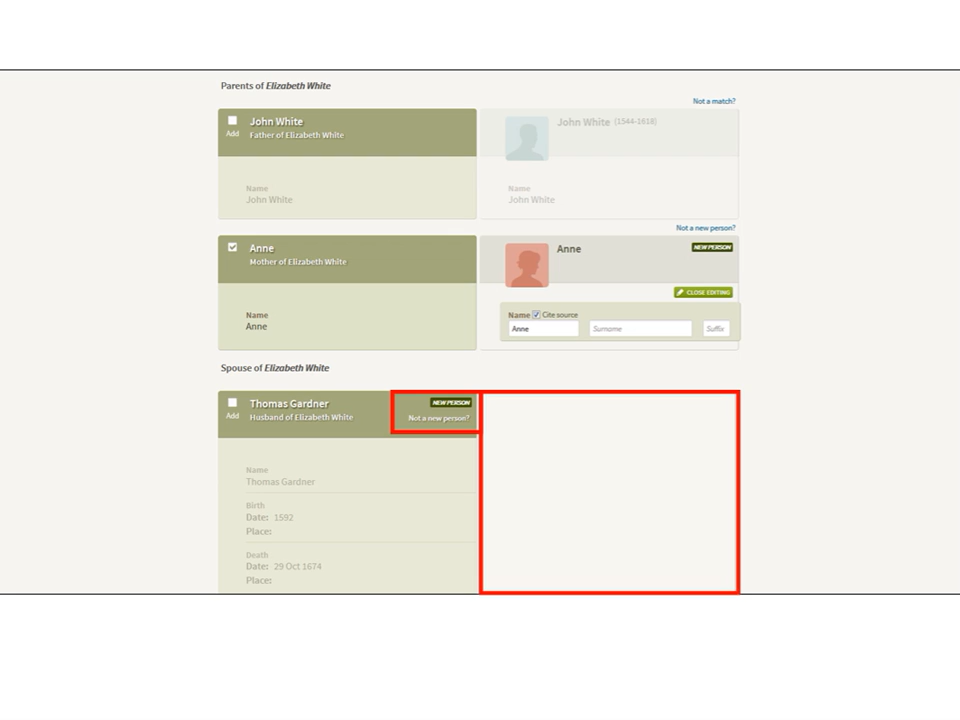 Parents of Elizabeth White
Not a match?
Add
John White
Father of Elizabeth White
Name
John White
John White (1544-1618)
Name
John White
Not a new person?
Anne
Mother of Elizabeth White
Name
Anne
Anne
NEW PERSON
CLOSE EDITING
Name Cite source
Anne Surname Suffix
Spouse of Elizabeth White
Add
Thomas Gardner
Husband of Elizabeth White
NEW PERSON
Not a new person?
Name
Thomas Gardner
Birth
Date: 1592
Place:
Death
Date: 29 Oct 1674
Place: